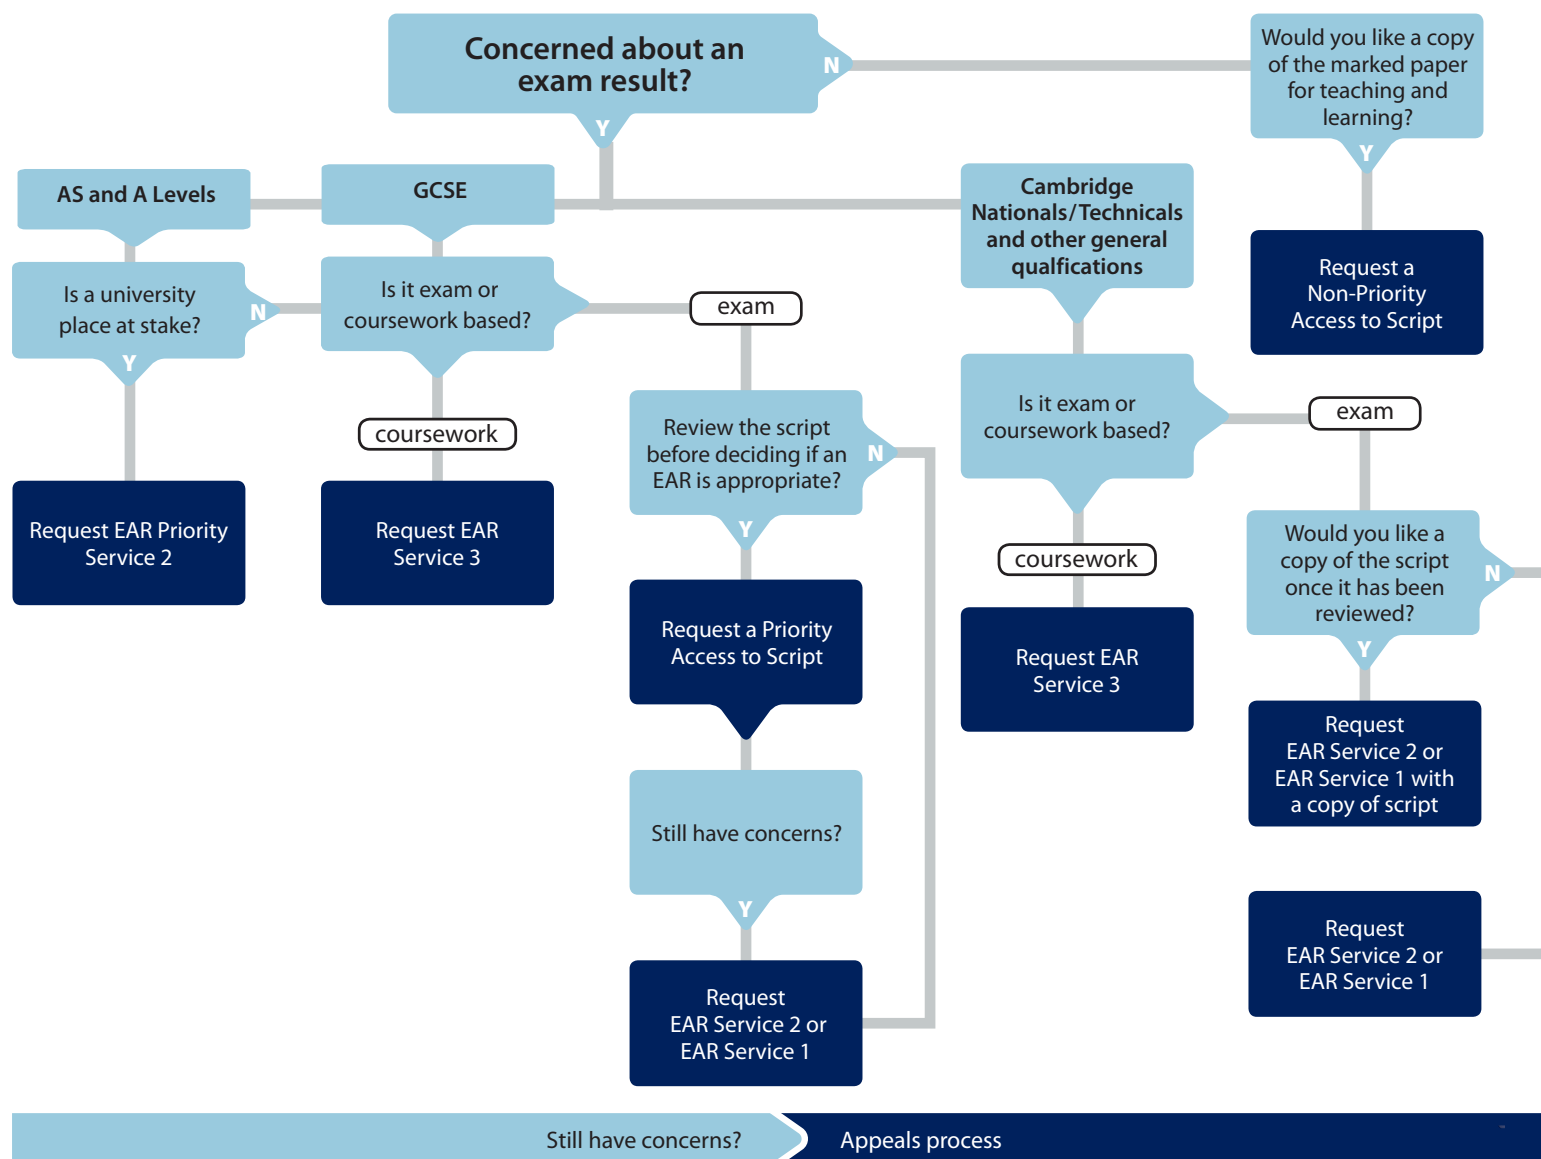 Concerned about an
exam result?
N
Y
Would you like a copy
of the marked paper
for teaching and
learning?
Y
Request a
Non-Priority
Access to Script
AS and A Levels
Is a university
place at stake?
N
Y
Request EAR Priority
Service 2
GCSE
Is it exam or
coursework based?
coursework
Request EAR
Service 3
exam
Review the script
before deciding if an
EAR is appropriate?
N
Y
Request a Priority
Access to Script
Still have concerns?
Y
Request
EAR Service 2 or
EAR Service 1
Cambridge
Nationals/Technicals
and other general
qualfications
Is it exam or
coursework based?
coursework
Request EAR
Service 3
exam
Would you like a
copy of the script
once it has been
reviewed?
N
Y
Request
EAR Service 2 or
EAR Service 1 with
a copy of script
Request
EAR Service 2 or
EAR Service 1
Still have concerns?
Appeals process